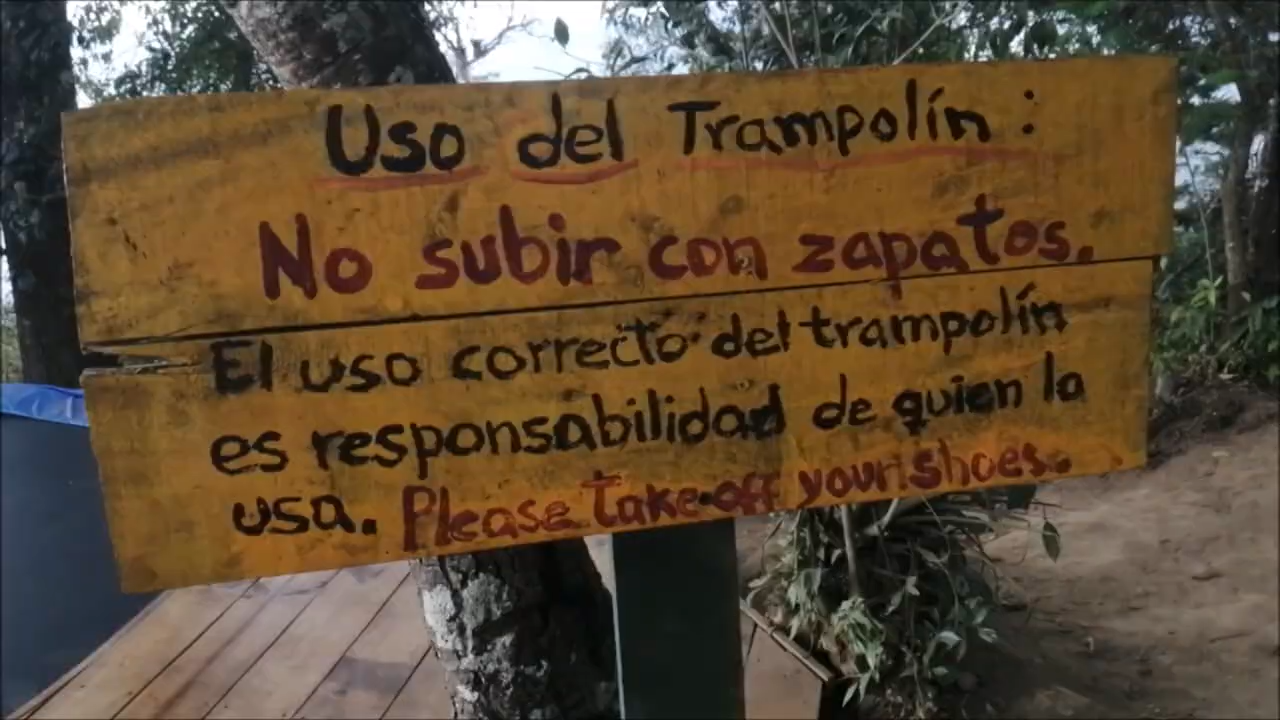 Uso del Trampolín:
No subir con zapatos.
El uso correcto del trampolín
es responsabilidad de quien la
usa. Please take off your shoes.